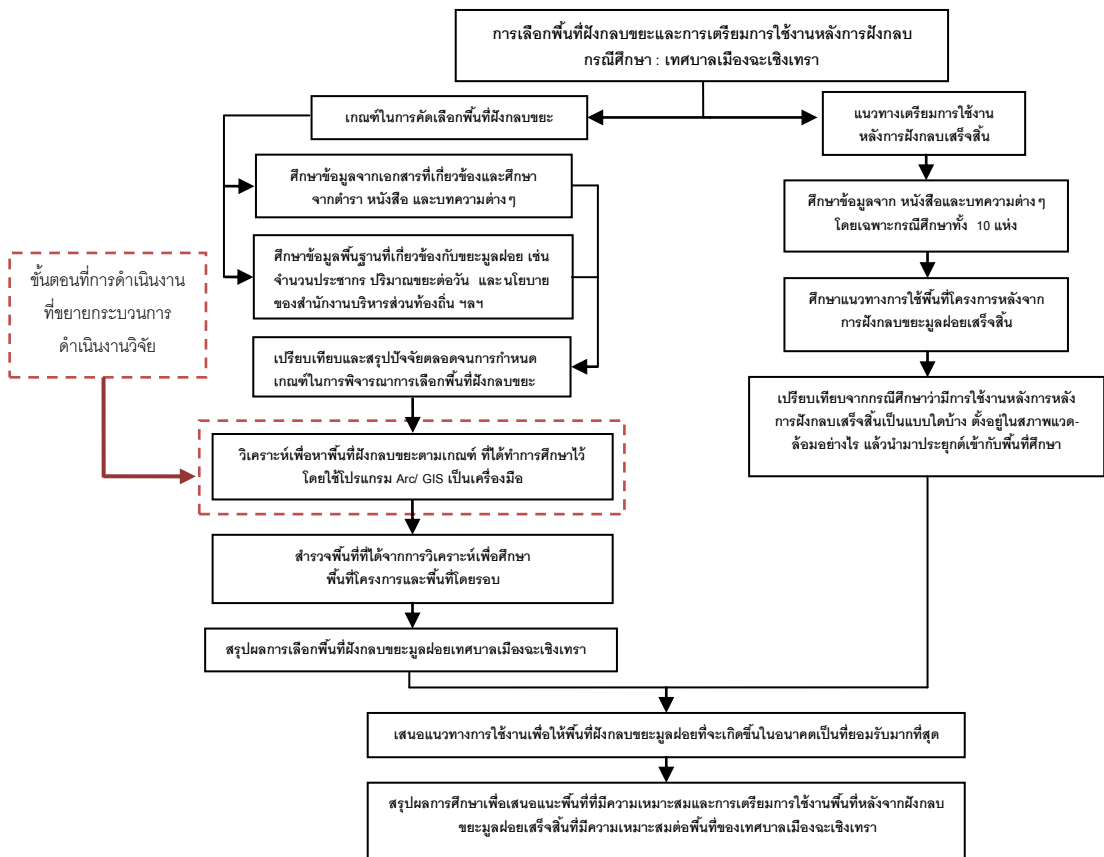 การเลือกพื้นที่ฝังกลบขยะและการเตรียมการใช้งานหลังการฝังกลบ
กรณีศึกษา : เทศบาลเมืองฉะเชิงเทรา
เกณฑ์ในการคัดเลือกพื้นที่ฝังกลบขยะ
แนวทางเตรียมการใช้งาน
หลังการฝังกลบเสร็จสิ้น
ศึกษาข้อมูลจากเอกสารที่เกี่ยวข้องและศึกษา
จากตำรา หนังสือ และบทความต่างๆ
ศึกษาข้อมูลจาก หนังสือและบทความต่างๆ
โดยเฉพาะกรณีศึกษาทั้ง 10 แห่ง
ศึกษาข้อมูลพื้นฐานที่เกี่ยวข้องกับขยะมูลฝอย เช่น
จำนวนประชากร ปริมาณขยะต่อวัน และนโยบาย
ของสำนักงานบริหารส่วนท้องถิ่น ฯลฯ
ขั้นตอนที่การดำเนินงาน
ที่ขยายกระบวนการ
ดำเนินงานวิจัย
ศึกษาแนวทางการใช้พื้นที่โครงการหลังจาก
การฝังกลบขยะมูลฝอยเสร็จสิ้น
เปรียบเทียบและสรุปปัจจัยตลอดจนการกำหนด
เกณฑ์ในการพิจารณาการเลือกพื้นที่ฝังกลบขยะ
เปรียบเทียบจากกรณีศึกษาว่ามีการใช้งานหลังการหลัง
การฝังกลบเสร็จสิ้นเป็นแบบใดบ้าง ตั้งอยู่ในสภาพแวด-
ล้อมอย่างไร แล้วนำมาประยุกต์เข้ากับพื้นที่ศึกษา
วิเคราะห์เพื่อหาพื้นที่ฝังกลบขยะตามเกณฑ์ ที่ได้ทำการศึกษาไว้
โดยใช้โปรแกรม Arc/ GIS เป็นเครื่องมือ
สำรวจพื้นที่ที่ได้จากการวิเคราะห์เพื่อศึกษา
พื้นที่โครงการและพื้นที่โดยรอบ
สรุปผลการเลือกพื้นที่ฝังกลบขยะมูลฝอยเทศบาลเมืองฉะเชิงเทรา
เสนอแนวทางการใช้งานเพื่อให้พื้นที่ฝังกลบขยะมูลฝอยที่จะเกิดขึ้นในอนาคตเป็นที่ยอมรับมากที่สุด
สรุปผลการศึกษาเพื่อเสนอแนะพื้นที่ที่มีความเหมาะสมและการเตรียมการใช้งานพื้นที่หลังจากฝังกลบ
ขยะมูลฝอยเสร็จสิ้นที่มีความเหมาะสมต่อพื้นที่ของเทศบาลเมืองฉะเชิงเทรา